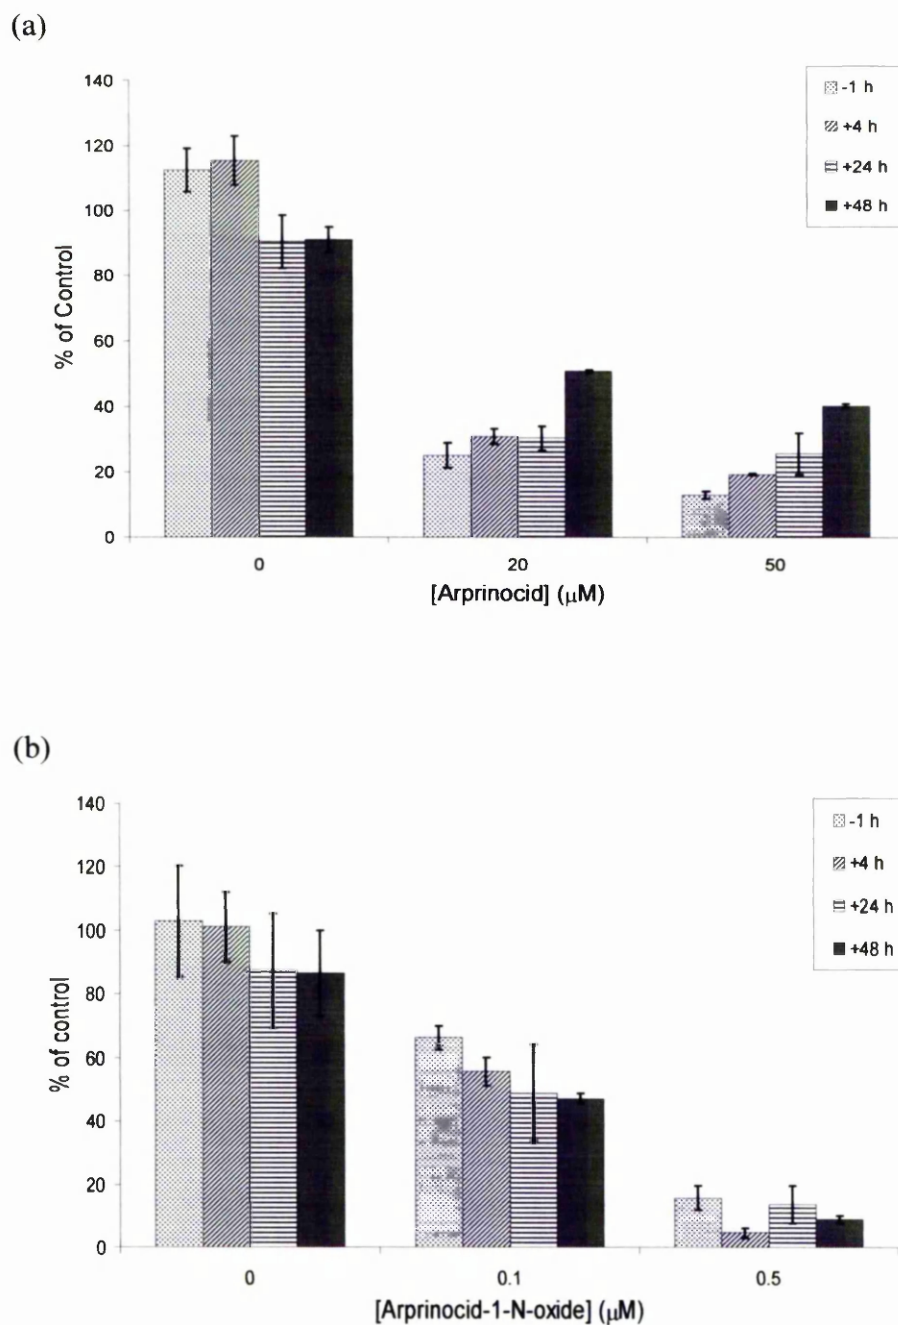 (a)
140
120
100
80
60
40
20
0
% of Control
0 20 50
[Arprinocid] (μM)
-1 h
+4 h
+24 h
+48 h
(b)
140
120
100
80
60
40
20
0
% of control
0 0.1 0.5
[Arprinocid-1-N-oxide] (μM)
-1 h
+4 h
+24 h
+48 h